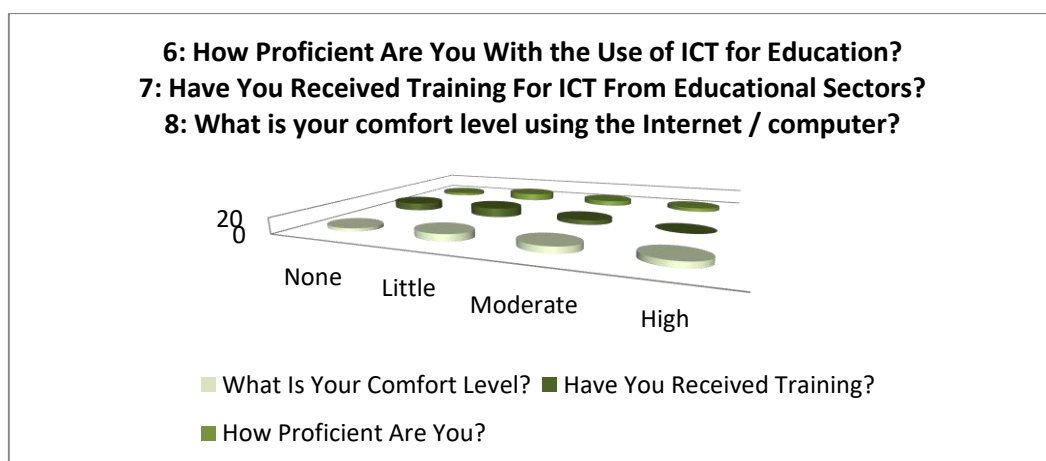 6: How Proficient Are You With the Use of ICT for Education?
7: Have You Received Training For ICT From Educational Sectors?
8: What is your comfort level using the Internet / computer?
20
0
None
Little
Moderate
High
What Is Your Comfort Level?
Have You Received Training?
How Proficient Are You?